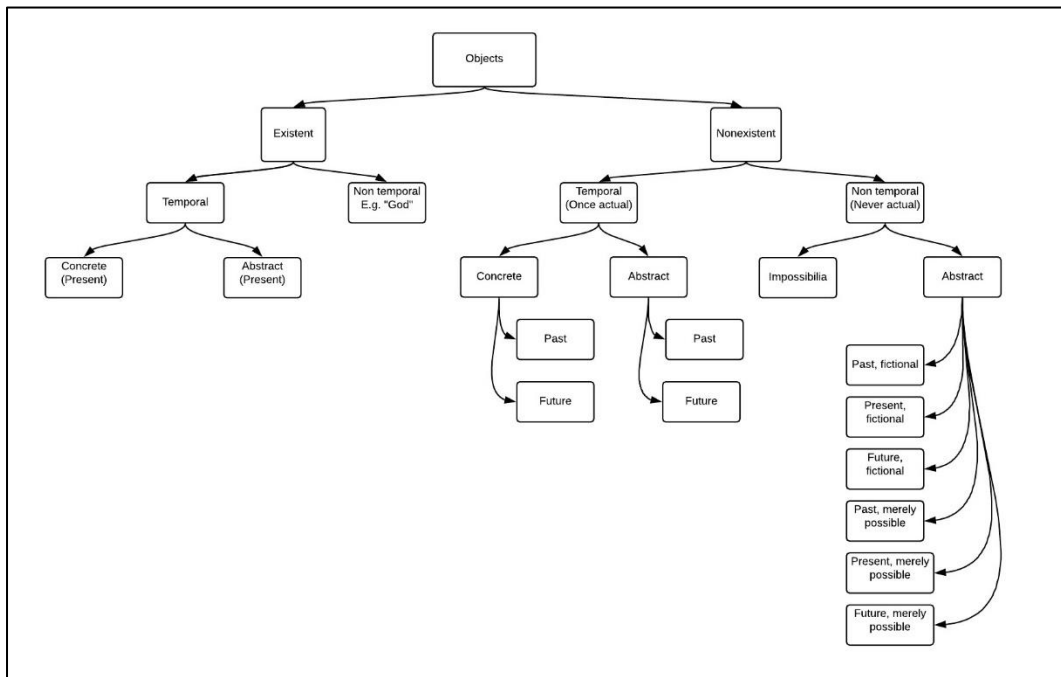 Objects
Existent
Nonexistent
Temporal
Non temporal
E.g. "God"
Temporal
(Once actual)
Non temporal
(Never actual)
Concrete
(Present)
Abstract
(Present)
Concrete
Abstract
Impossibilia
Abstract
Past
Past
Future
Future
Past, fictional
Present,
fictional
Future,
fictional
Past, merely
possible
Present, merely
possible
Future, merely
possible